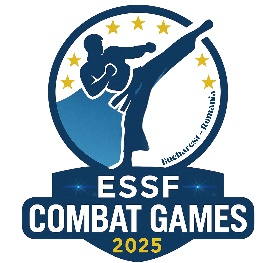 Bucharest - Romania
ESSF
COMBAT GAMES
2025